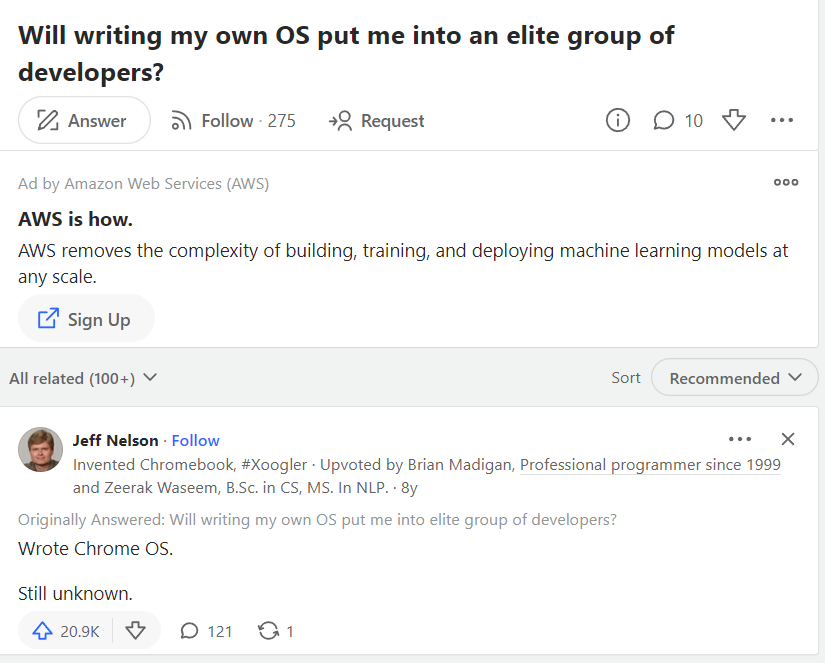 Will writing my own OS put me into an elite group of
developers?
Answer
Follow · 275
Request
10
Ad by Amazon Web Services (AWS)
AWS is how.
AWS removes the complexity of building, training, and deploying machine learning models at
any scale.
Sign Up
All related (100+)
Sort
Recommended
Jeff Nelson · Follow
Invented Chromebook, #Xoogler · Upvoted by Brian Madigan, Professional programmer since 1999
and Zeerak Waseem, B.Sc. in CS, MS. In NLP. · 8y
Originally Answered: Will writing my own OS put me into elite group of developers?
Wrote Chrome OS.
Still unknown.
20.9K
121
1